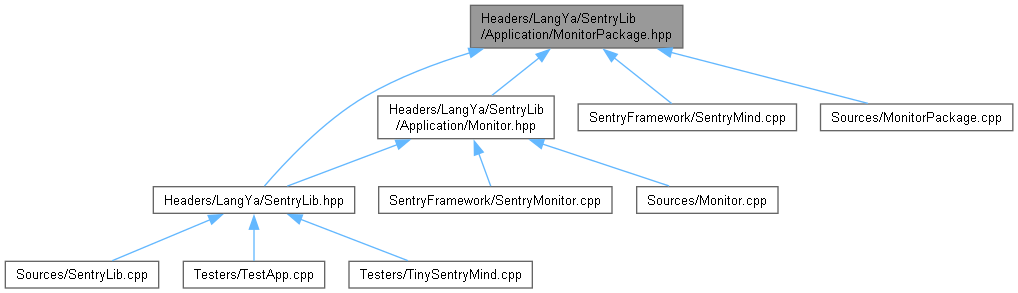 Headers/LangYa/SentryLib
/Application/MonitorPackage.hpp
Headers/LangYa/SentryLib
/Application/Monitor.hpp
SentryFramework/SentryMind.cpp
Sources/MonitorPackage.cpp
Headers/LangYa/SentryLib.hpp
SentryFramework/SentryMonitor.cpp
Sources/Monitor.cpp
Sources/SentryLib.cpp
Testers/TestApp.cpp
Testers/TinySentryMind.cpp